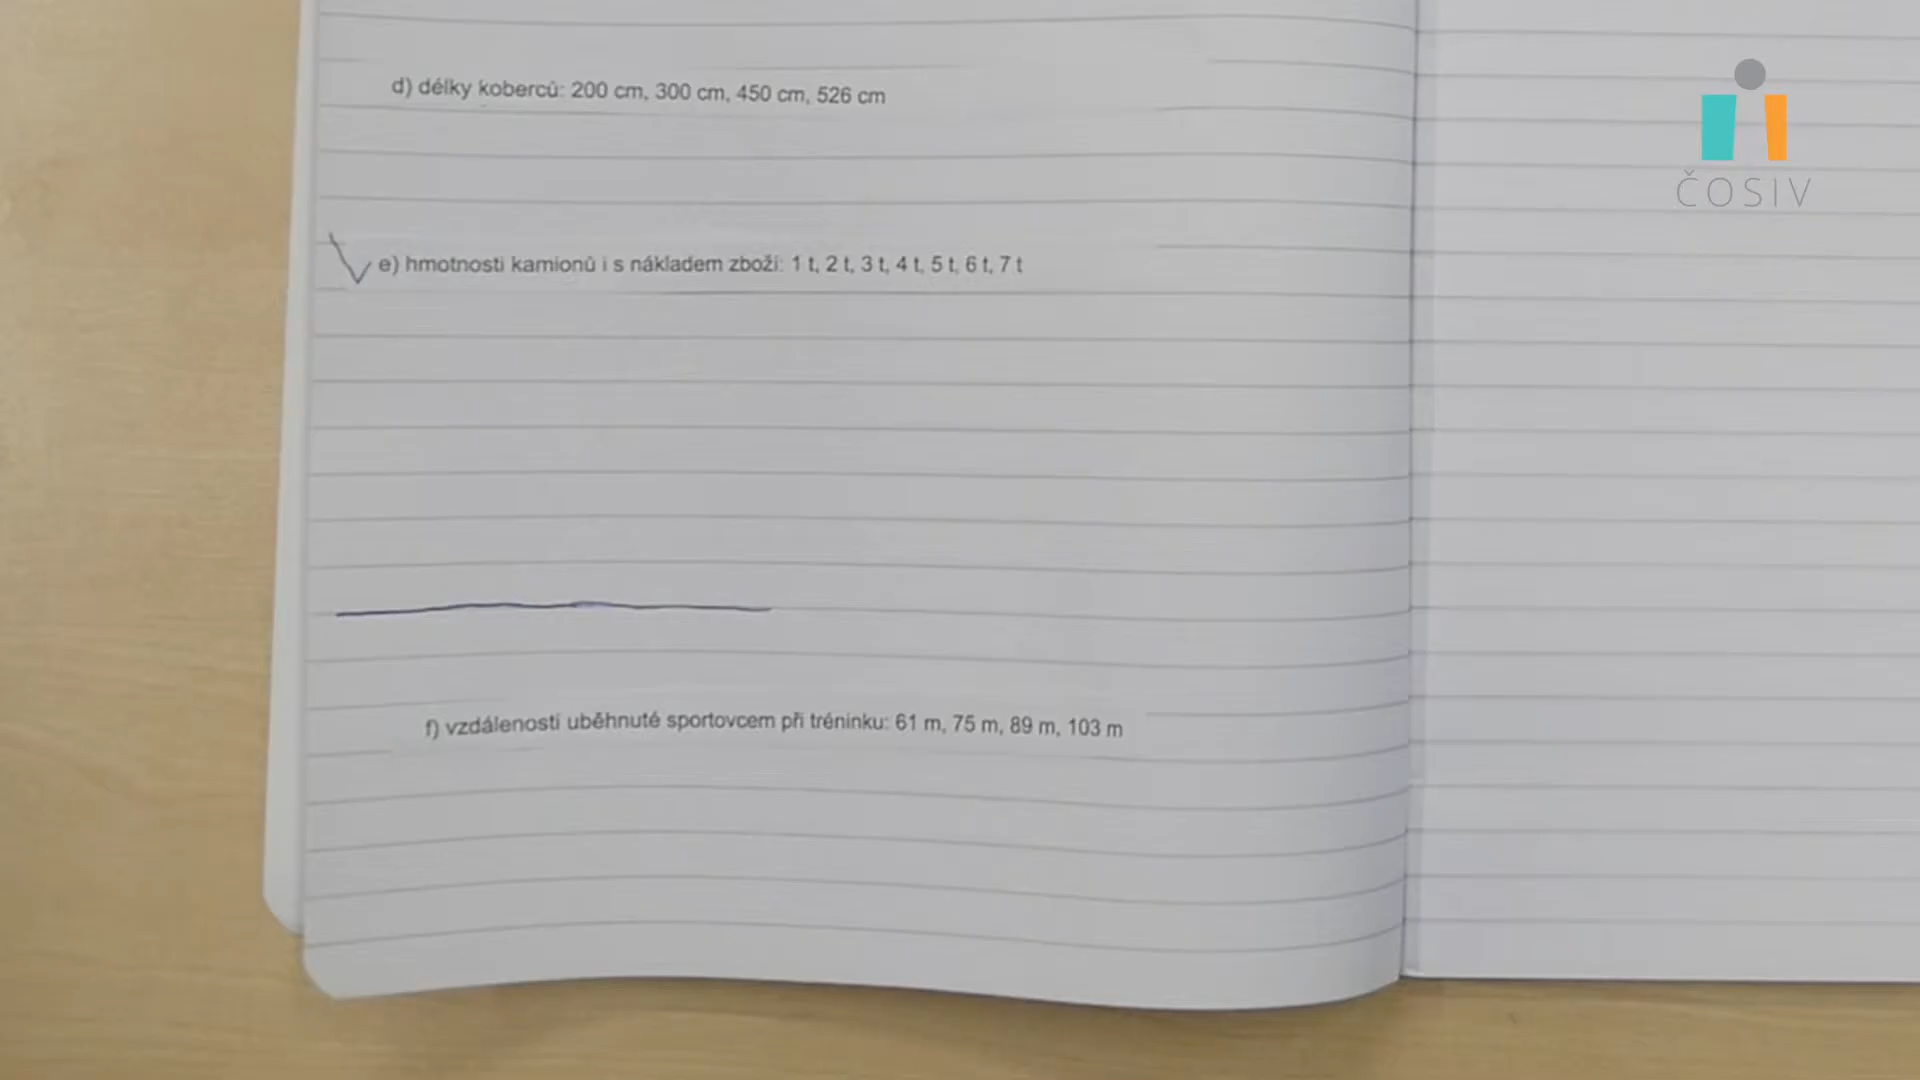 d) délky koberců: 200 cm, 300 cm, 450 cm, 526 cm
ČOSIV
e) hmotnosti kamionů i s nákladem zboží: 1 t, 2 t, 3 t, 4 t, 5 t, 6 t, 7 t
f) vzdálenosti uběhnuté sportovcem při tréninku: 61 m, 75 m, 89 m, 103 m